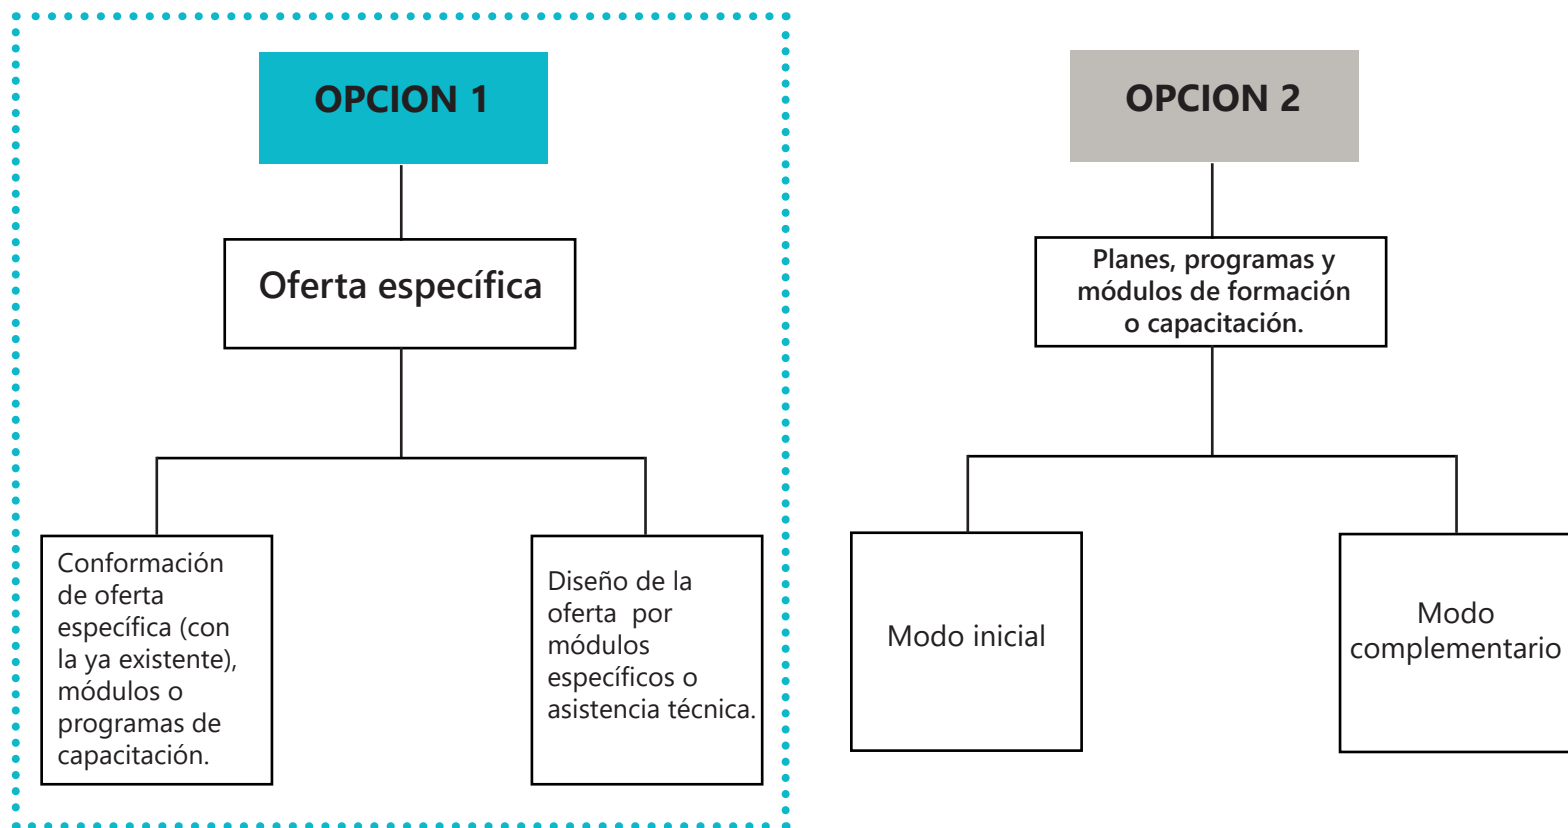 OPCION 1
Oferta específica
Conformación
de oferta
específica (con
la ya existente),
módulos o
programas de
capacitación.
Diseño de la
oferta  por
módulos
específicos o
asistencia técnica.
OPCION 2
Planes, programas y
módulos de formación
o capacitación.
Modo inicial
Modo
complementario